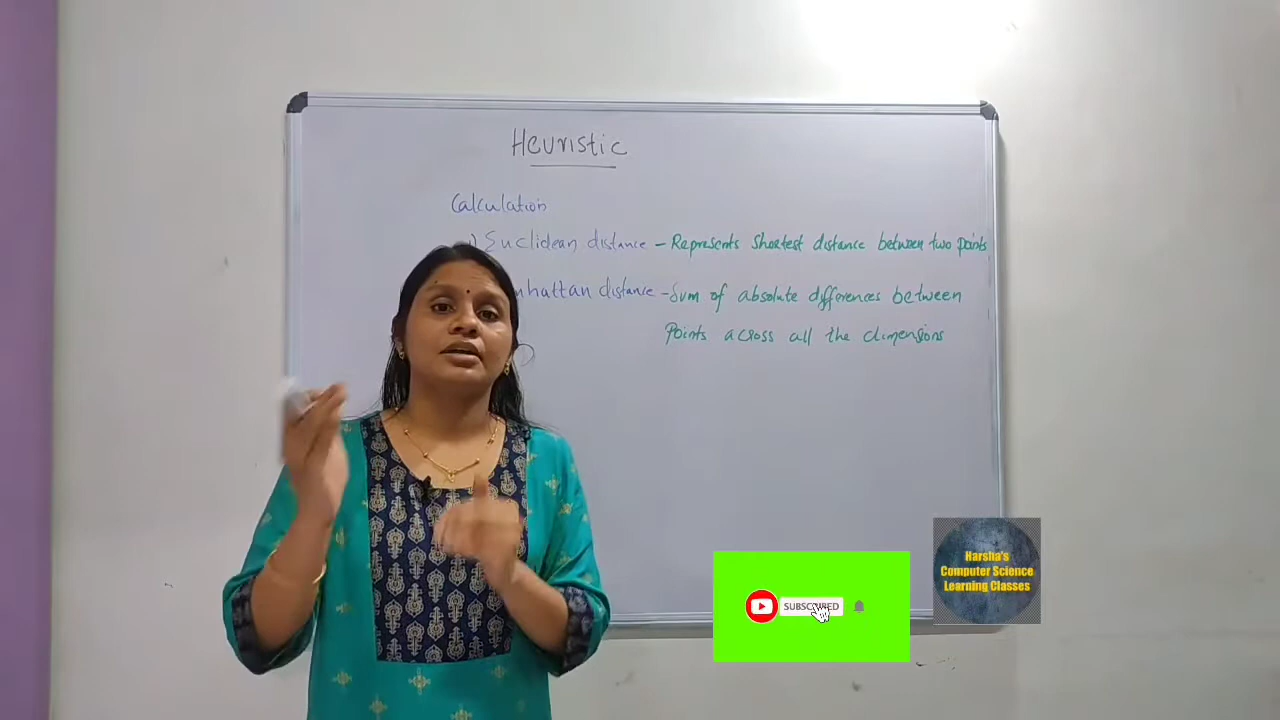 Heuristic
Calculation
) Euclidean distance - Represents Shortest distance between two points
nhattan distance - Sum of absolute differences between
Points across all the dimensions
Harsha's
Computer Science
Learning Classes
SUBSCRIBED